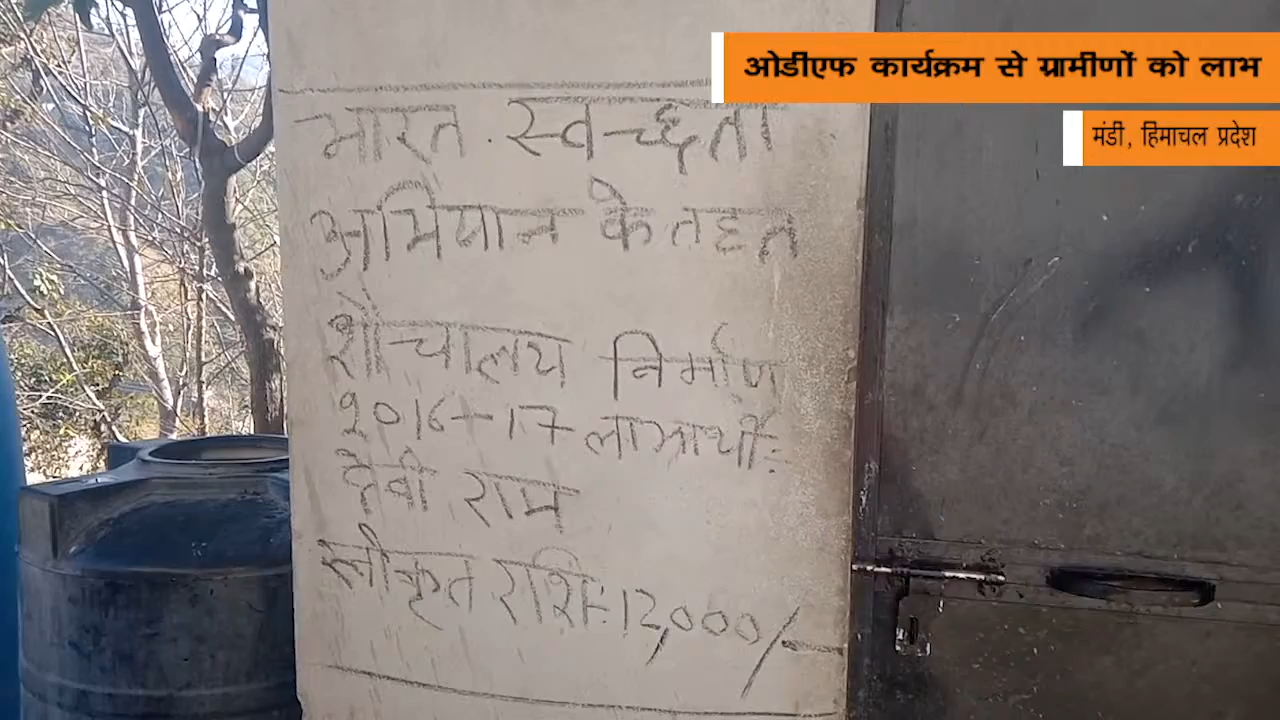 ओडीएफ कार्यक्रम से ग्रामीणों को लाभ
मंडी, हिमाचल प्रदेश
भारत स्वच्छता
अभियान के तहत
शौचालय निर्माण
2016-17 लाभार्थी:
देवी राम
स्वीकृत राशि:12,000/-